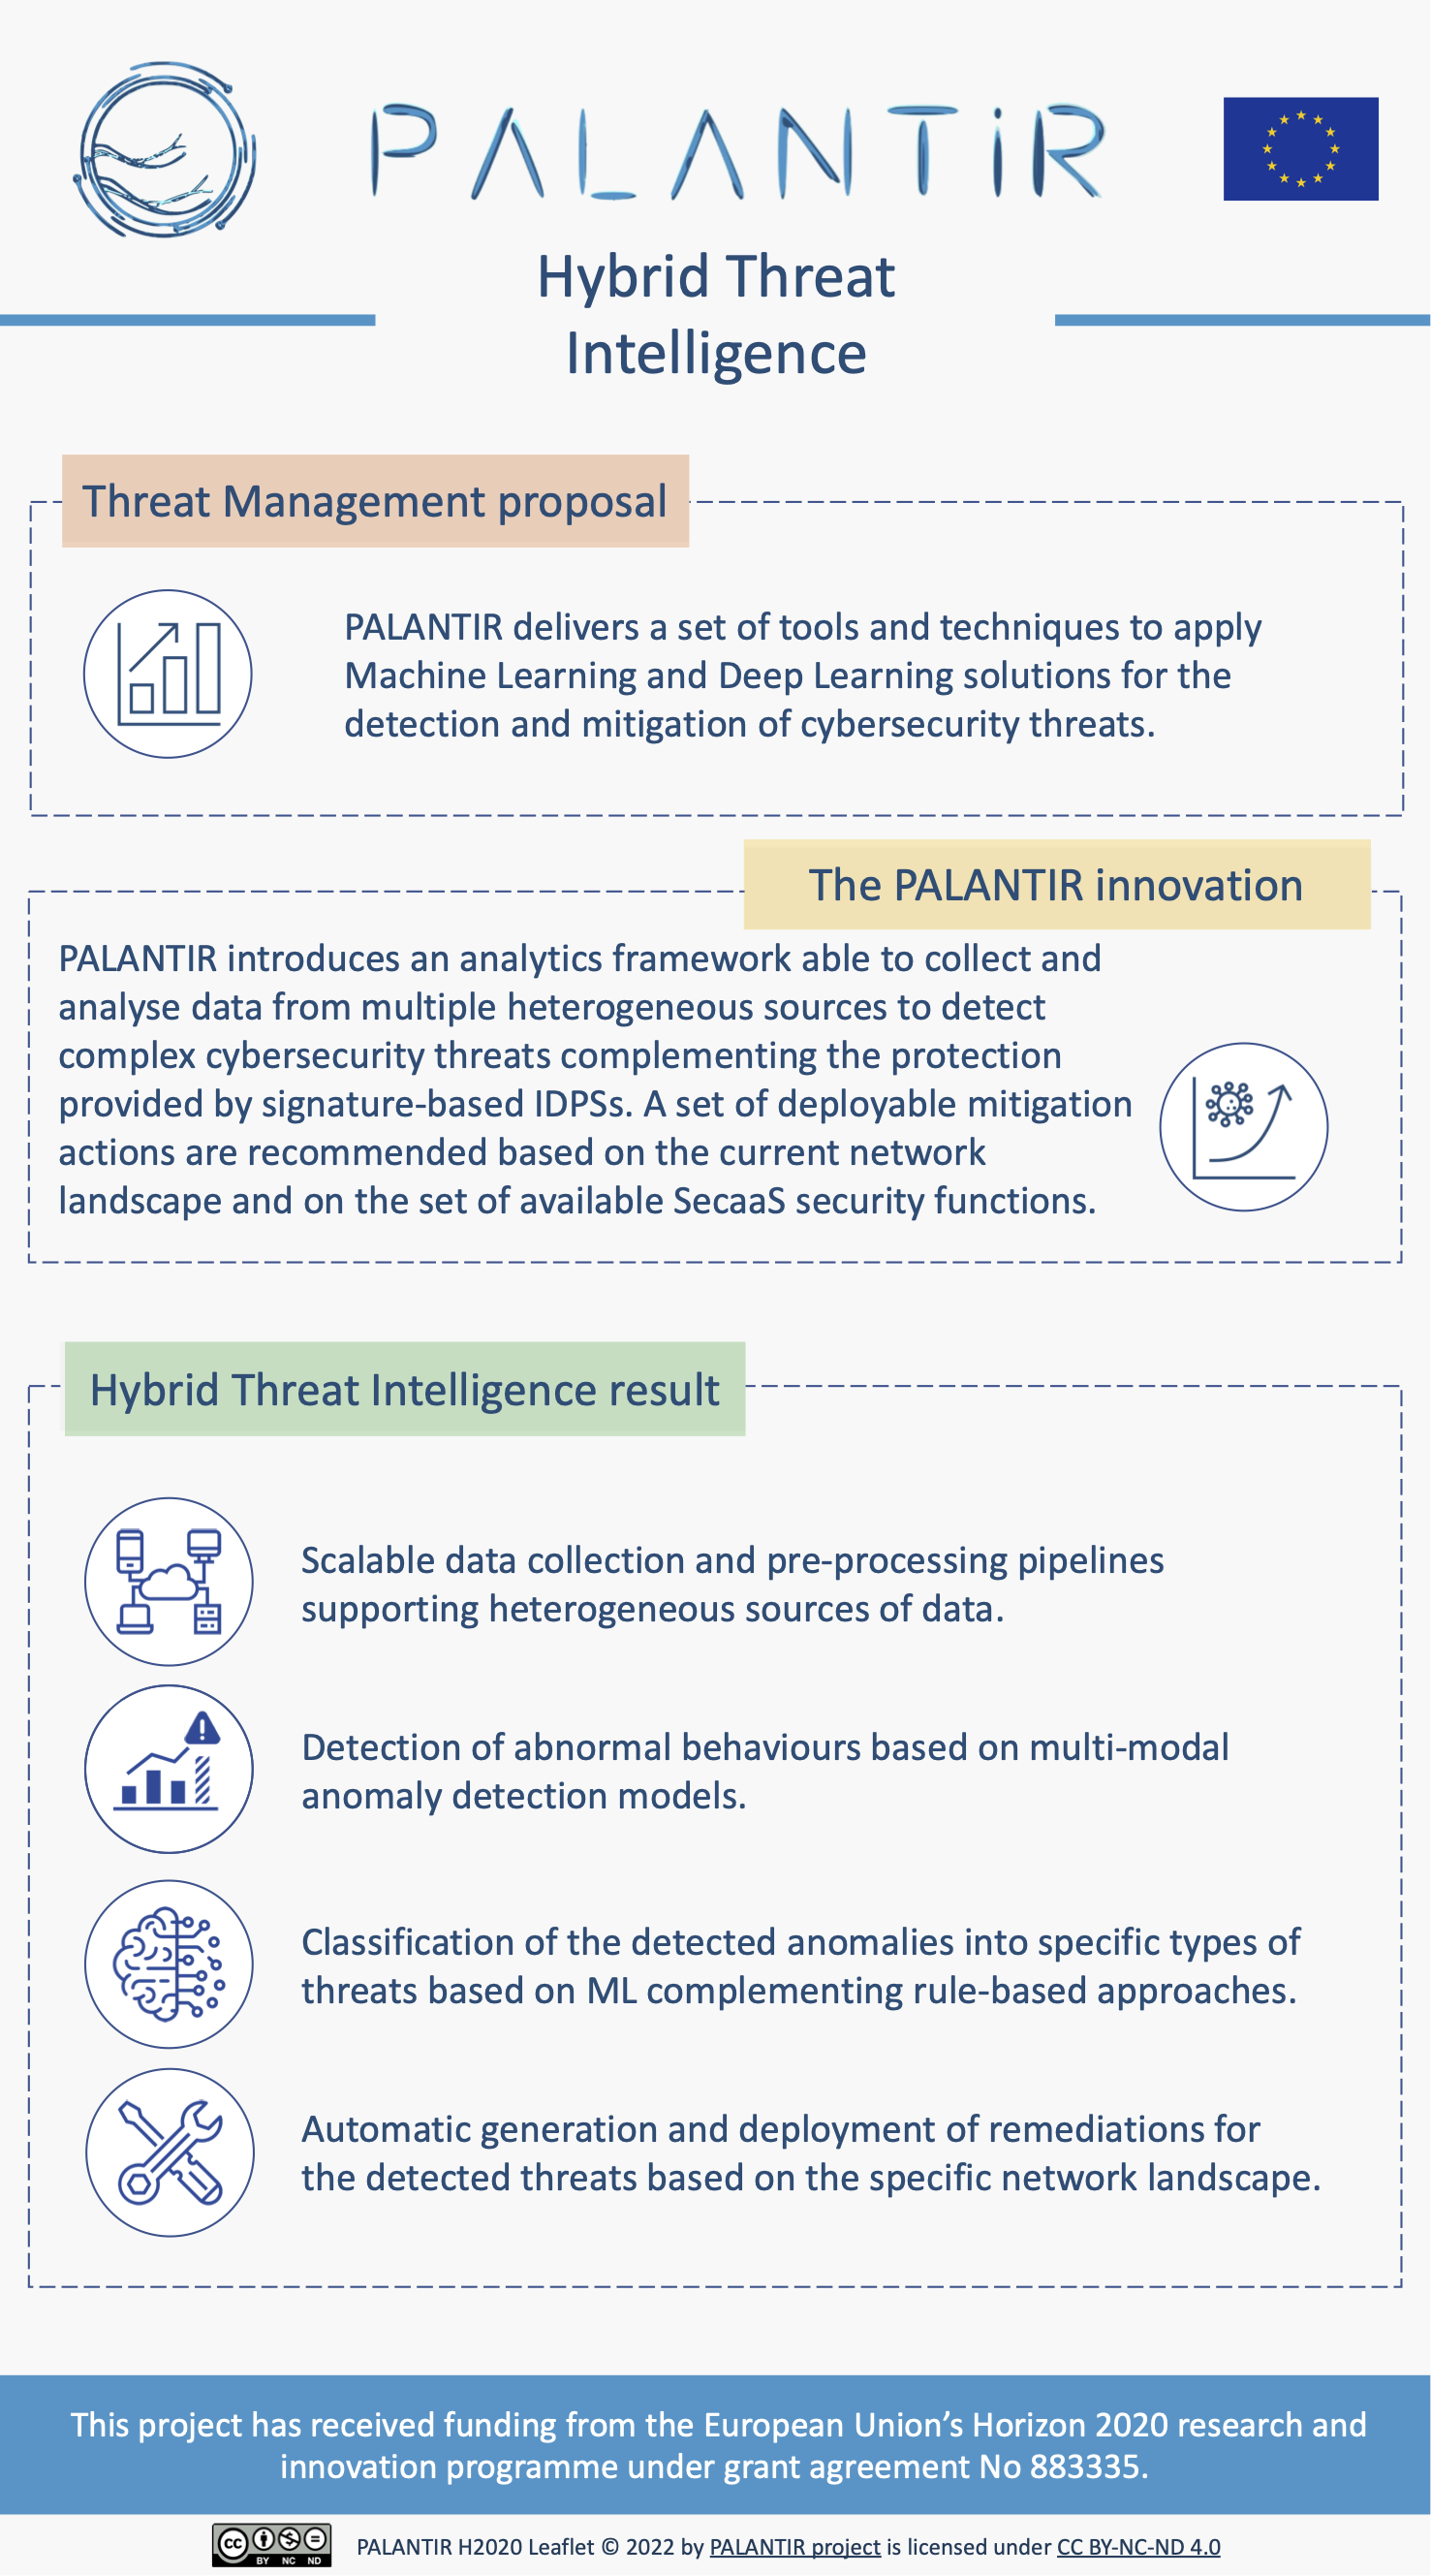 PALANTiR
Hybrid Threat
Intelligence
Threat Management proposal
PALANTIR delivers a set of tools and techniques to apply
Machine Learning and Deep Learning solutions for the
detection and mitigation of cybersecurity threats.
The PALANTIR innovation
PALANTIR introduces an analytics framework able to collect and
analyse data from multiple heterogeneous sources to detect
complex cybersecurity threats complementing the protection
provided by signature-based IDPSs. A set of deployable mitigation
actions are recommended based on the current network
landscape and on the set of available SecaaS security functions.
Hybrid Threat Intelligence result
Scalable data collection and pre-processing pipelines
supporting heterogeneous sources of data.
Detection of abnormal behaviours based on multi-modal
anomaly detection models.
Classification of the detected anomalies into specific types of
threats based on ML complementing rule-based approaches.
Automatic generation and deployment of remediations for
the detected threats based on the specific network landscape.
This project has received funding from the European Union’s Horizon 2020 research and
innovation programme under grant agreement No 883335.
cc BY NC ND
PALANTIR H2020 Leaflet © 2022 by PALANTIR project is licensed under CC BY-NC-ND 4.0